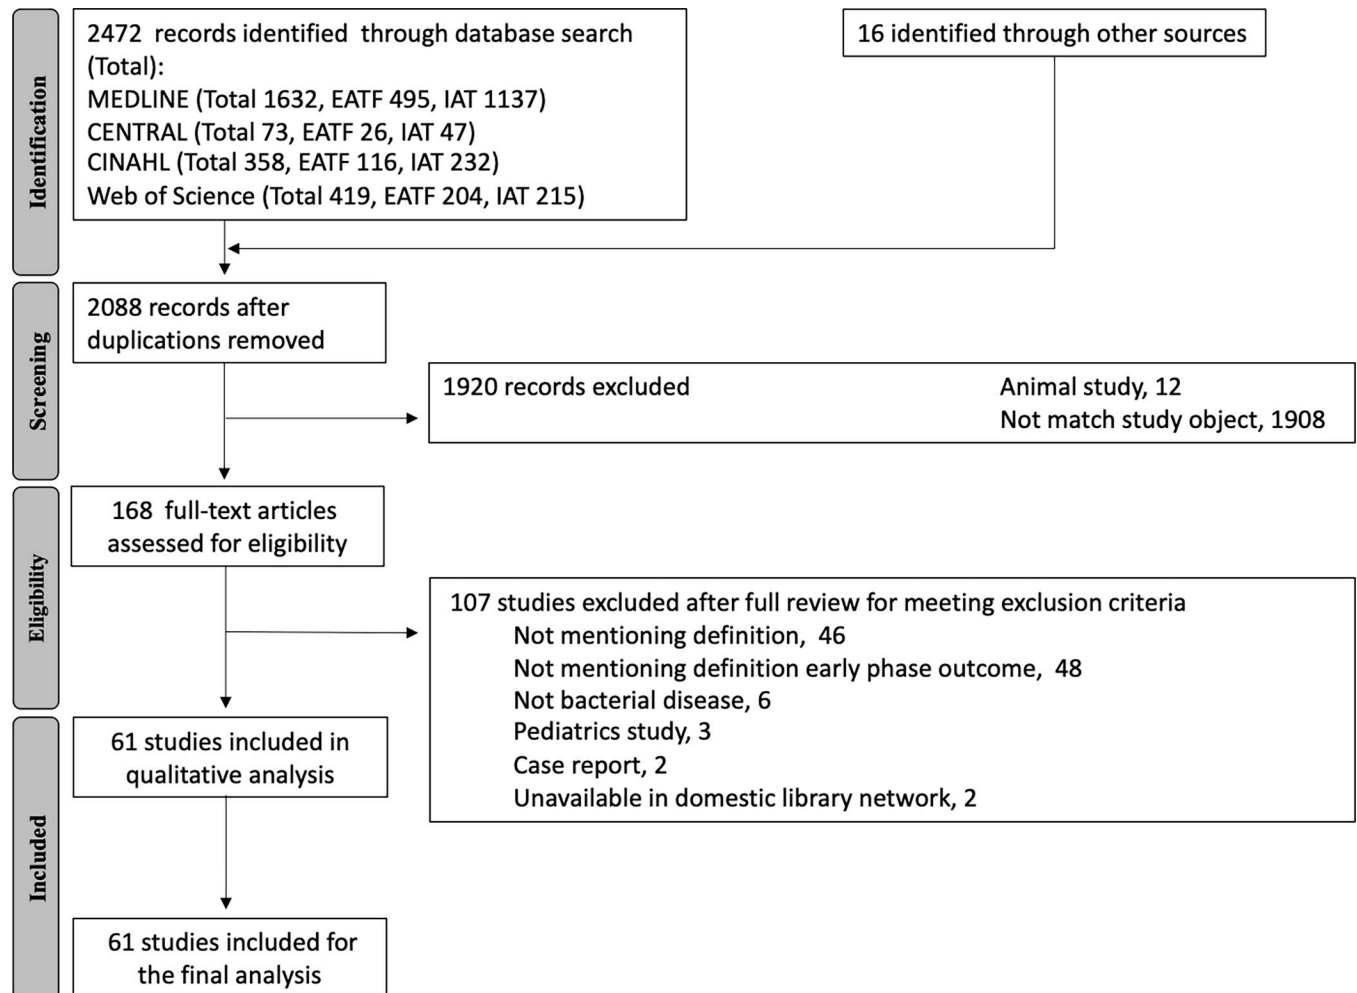 2472 records identified through database search
(Total):
MEDLINE (Total 1632, EATF 495, IAT 1137)
CENTRAL (Total 73, EATF 26, IAT 47)
CINAHL (Total 358, EATF 116, IAT 232)
Web of Science (Total 419, EATF 204, IAT 215)
16 identified through other sources
Identification
2088 records after
duplications removed
Screening
1920 records excluded
Animal study, 12
Not match study object, 1908
168 full-text articles
assessed for eligibility
Eligibility
107 studies excluded after full review for meeting exclusion criteria
Not mentioning definition, 46
Not mentioning definition early phase outcome, 48
Not bacterial disease, 6
Pediatrics study, 3
Case report, 2
Unavailable in domestic library network, 2
61 studies included in
qualitative analysis
Included
61 studies included for
the final analysis